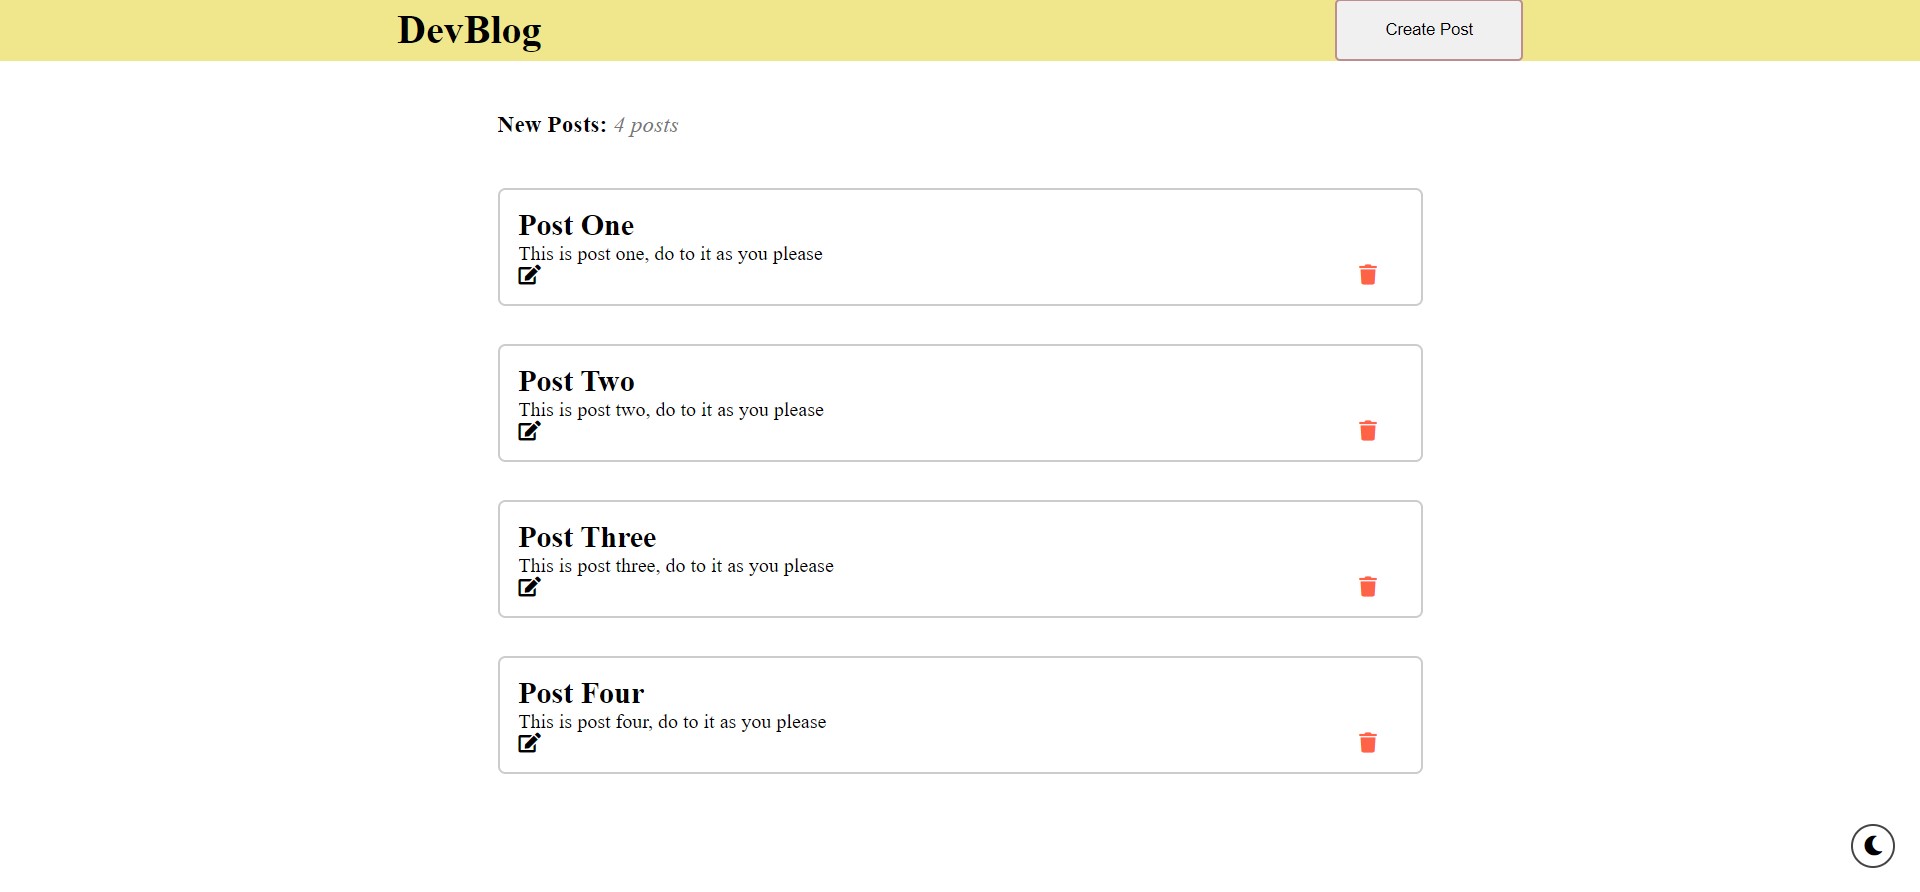 DevBlog
Create Post
New Posts: 4 posts
Post One
This is post one, do to it as you please
Post Two
This is post two, do to it as you please
Post Three
This is post three, do to it as you please
Post Four
This is post four, do to it as you please